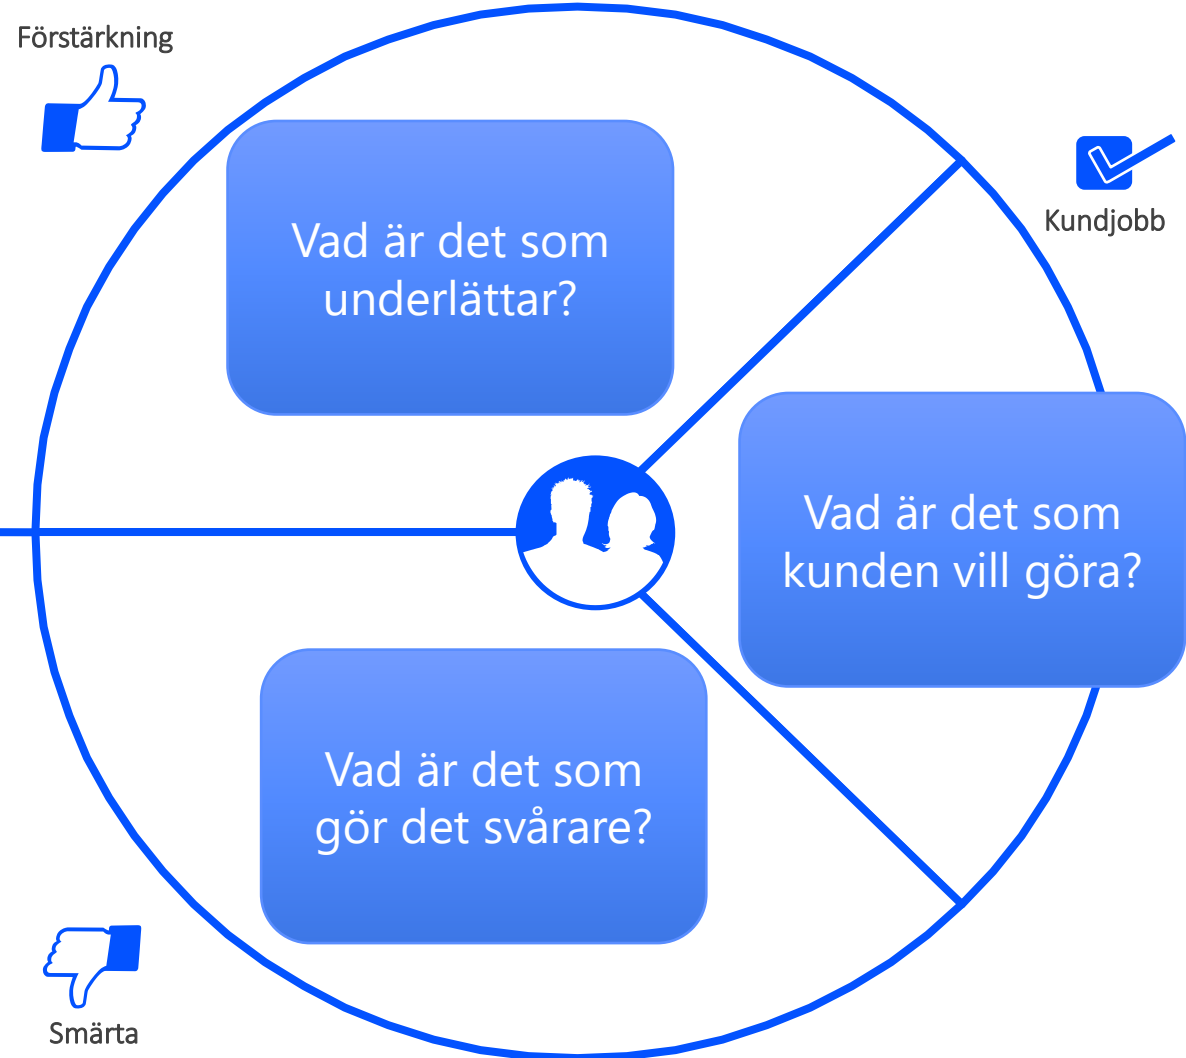 Förstärkning
Vad är det som
underlättar?
Kundjobb
Vad är det som
kunden vill göra?
Vad är det som
gör det svårare?
Smärta